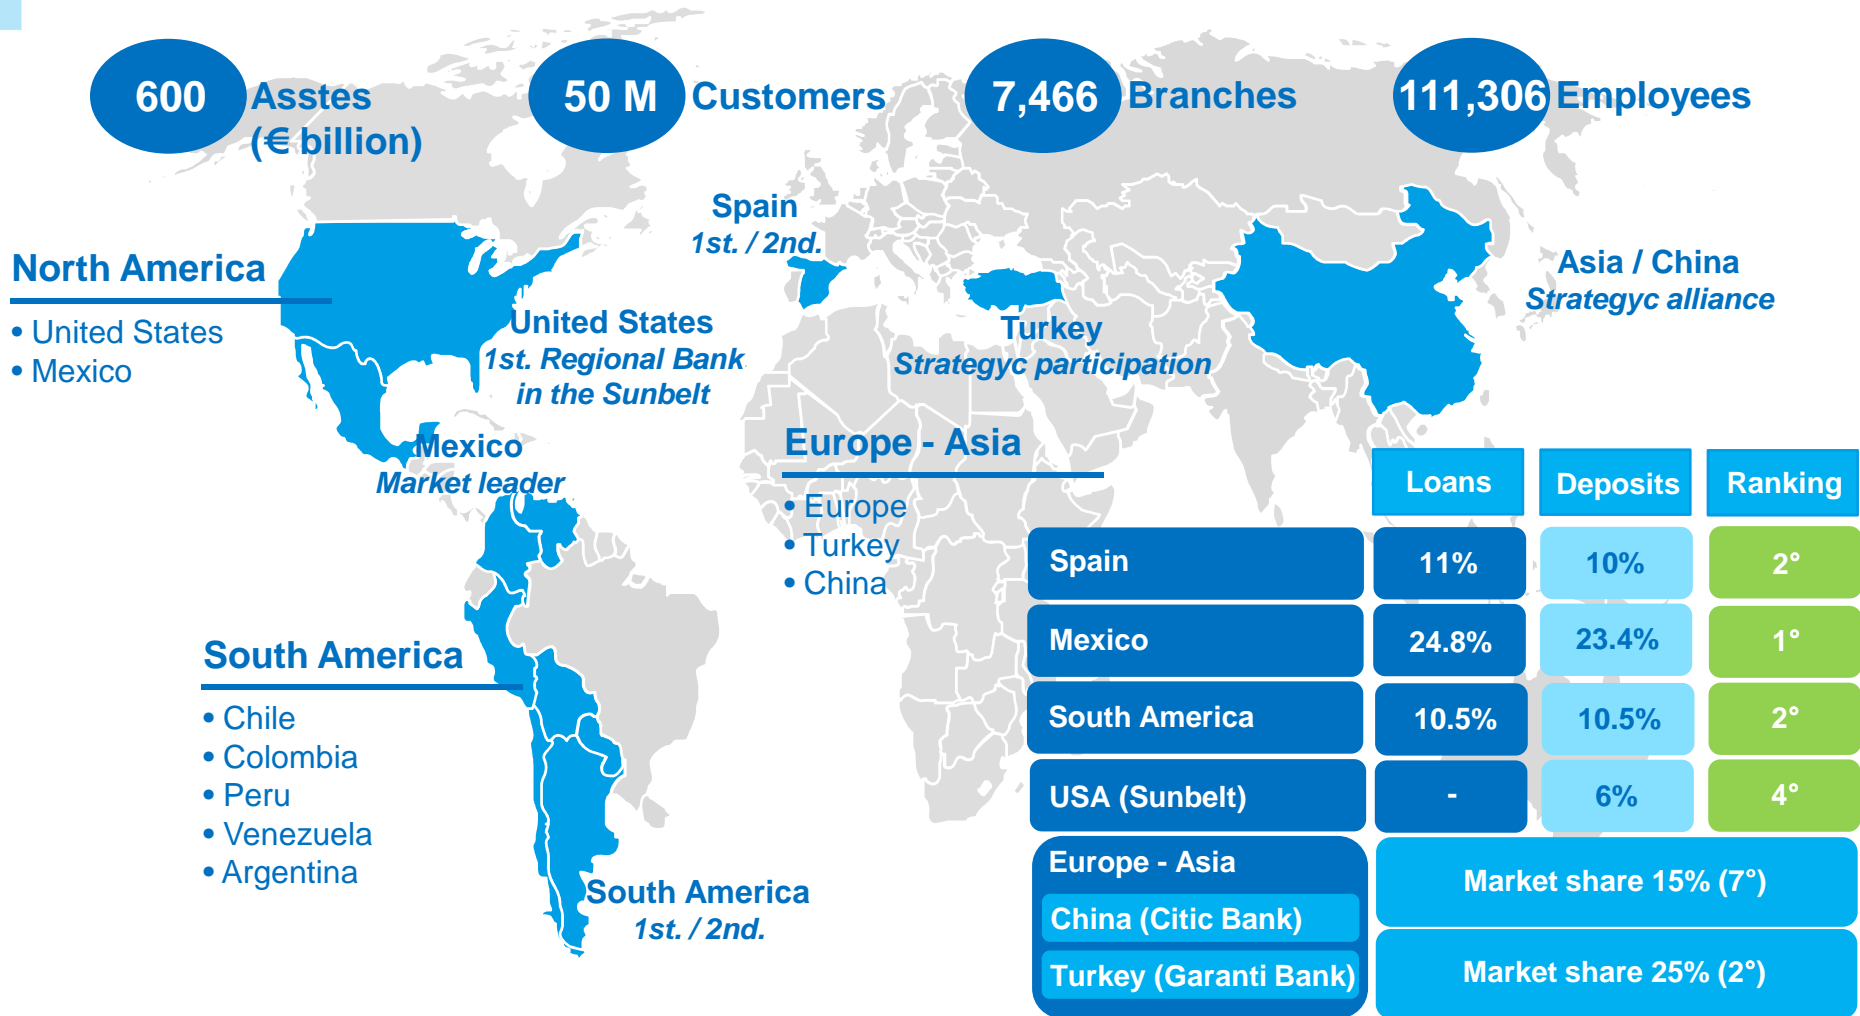 600
Asstes
(€ billion)
50 M
Customers
7,466
Branches
111,306
Employees
North America
• United States
• Mexico
United States
1st. Regional Bank
in the Sunbelt
Mexico
Market leader
Spain
1st. / 2nd.
Turkey
Strategyc participation
Asia / China
Strategyc alliance
Europe - Asia
• Europe
• Turkey
• China
South America
• Chile
• Colombia
• Peru
• Venezuela
• Argentina
South America
1st. / 2nd.
Loans Deposits Ranking
Spain 11% 10% 2°
Mexico 24.8% 23.4% 1°
South America 10.5% 10.5% 2°
USA (Sunbelt) - 6% 4°
Europe - Asia
China (Citic Bank)
Market share 15% (7°)
Turkey (Garanti Bank)
Market share 25% (2°)